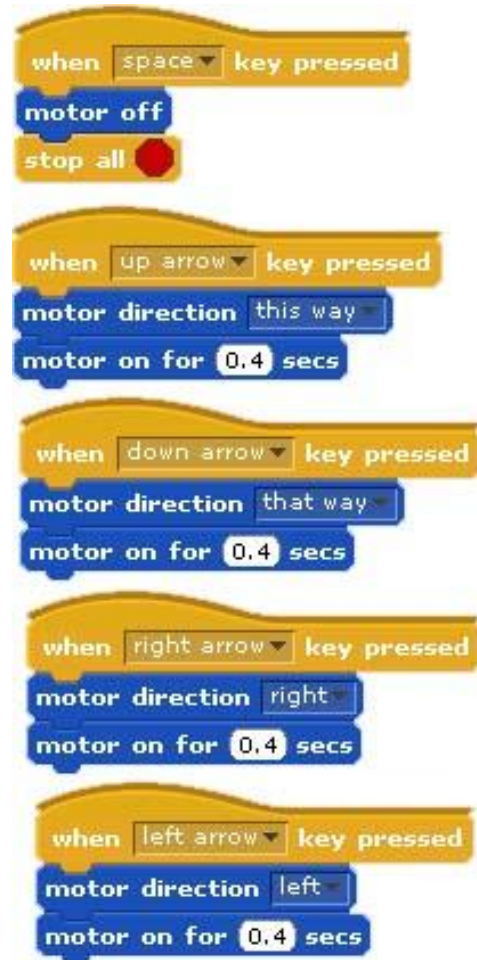 when space key pressed
motor off
stop all
when up arrow key pressed
motor direction this way
motor on for 0.4 secs
when down arrow key pressed
motor direction that way
motor on for 0.4 secs
when right arrow key pressed
motor direction right
motor on for 0.4 secs
when left arrow key pressed
motor direction left
motor on for 0.4 secs